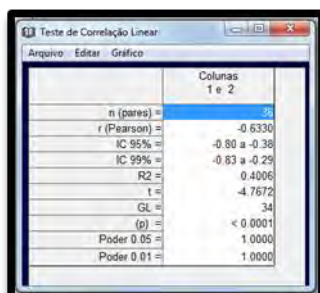 Teste de Correlação Linear
Arquivo Editar Gráfico
Colunas
1 e 2
n (pares) = 36
r (Pearson) = -0.6330
IC 95% = -0.80 a -0.38
IC 99% = -0.83 a -0.29
R2 = 0.4006
t = -4.7672
GL = 34
(p) = < 0.0001
Poder 0.05 = 1.0000
Poder 0.01 = 1.0000